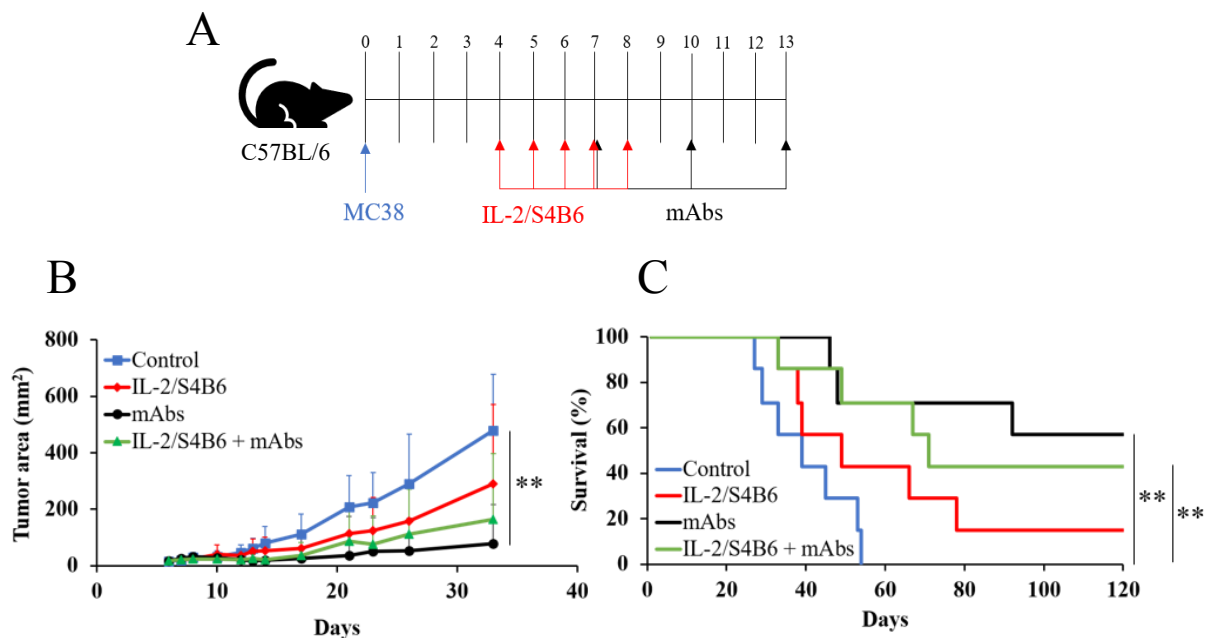 A
0 1 2 3 4 5 6 7 8 9 10 11 12 13
C57BL/6
MC38
IL-2/S4B6
mAbs
B
Tumor area (mm²)
800
600
400
200
0
0 10 20 30 40
Days
Control
IL-2/S4B6
mAbs
IL-2/S4B6 + mAbs
**
C
Survival (%)
100
80
60
40
20
0
0 20 40 60 80 100 120
Days
Control
IL-2/S4B6
mAbs
IL-2/S4B6 + mAbs
**
**